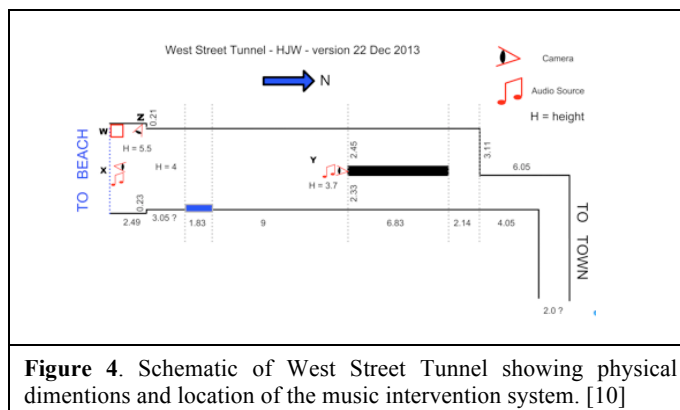 West Street Tunnel - HJW - version 22 Dec 2013
Camera
N
Audio Source
H = height
Z
0.21
W
H = 5.5
TO BEACH
X
H = 4
Y
H = 3.7
2.45
2.33
3.11
6.05
0.23
2.49
3.05 ?
1.83
9
6.83
2.14
4.05
TO TOWN
2.0 ?
Figure 4. Schematic of West Street Tunnel showing physical
dimentions and location of the music intervention system. [10]